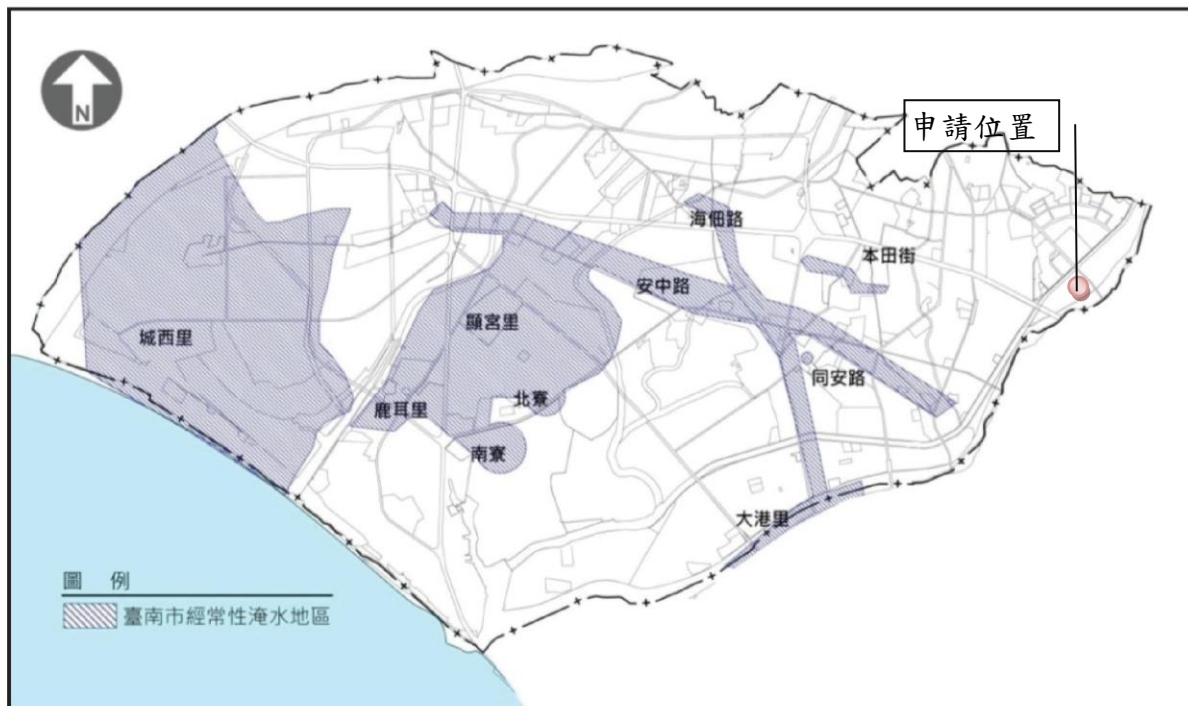 N
申請位置
海佃路
本田街
安中路
城西里
顯宮里
同安路
北寮
鹿耳里
南寮
大港里
圖 例
臺南市經常性淹水地區